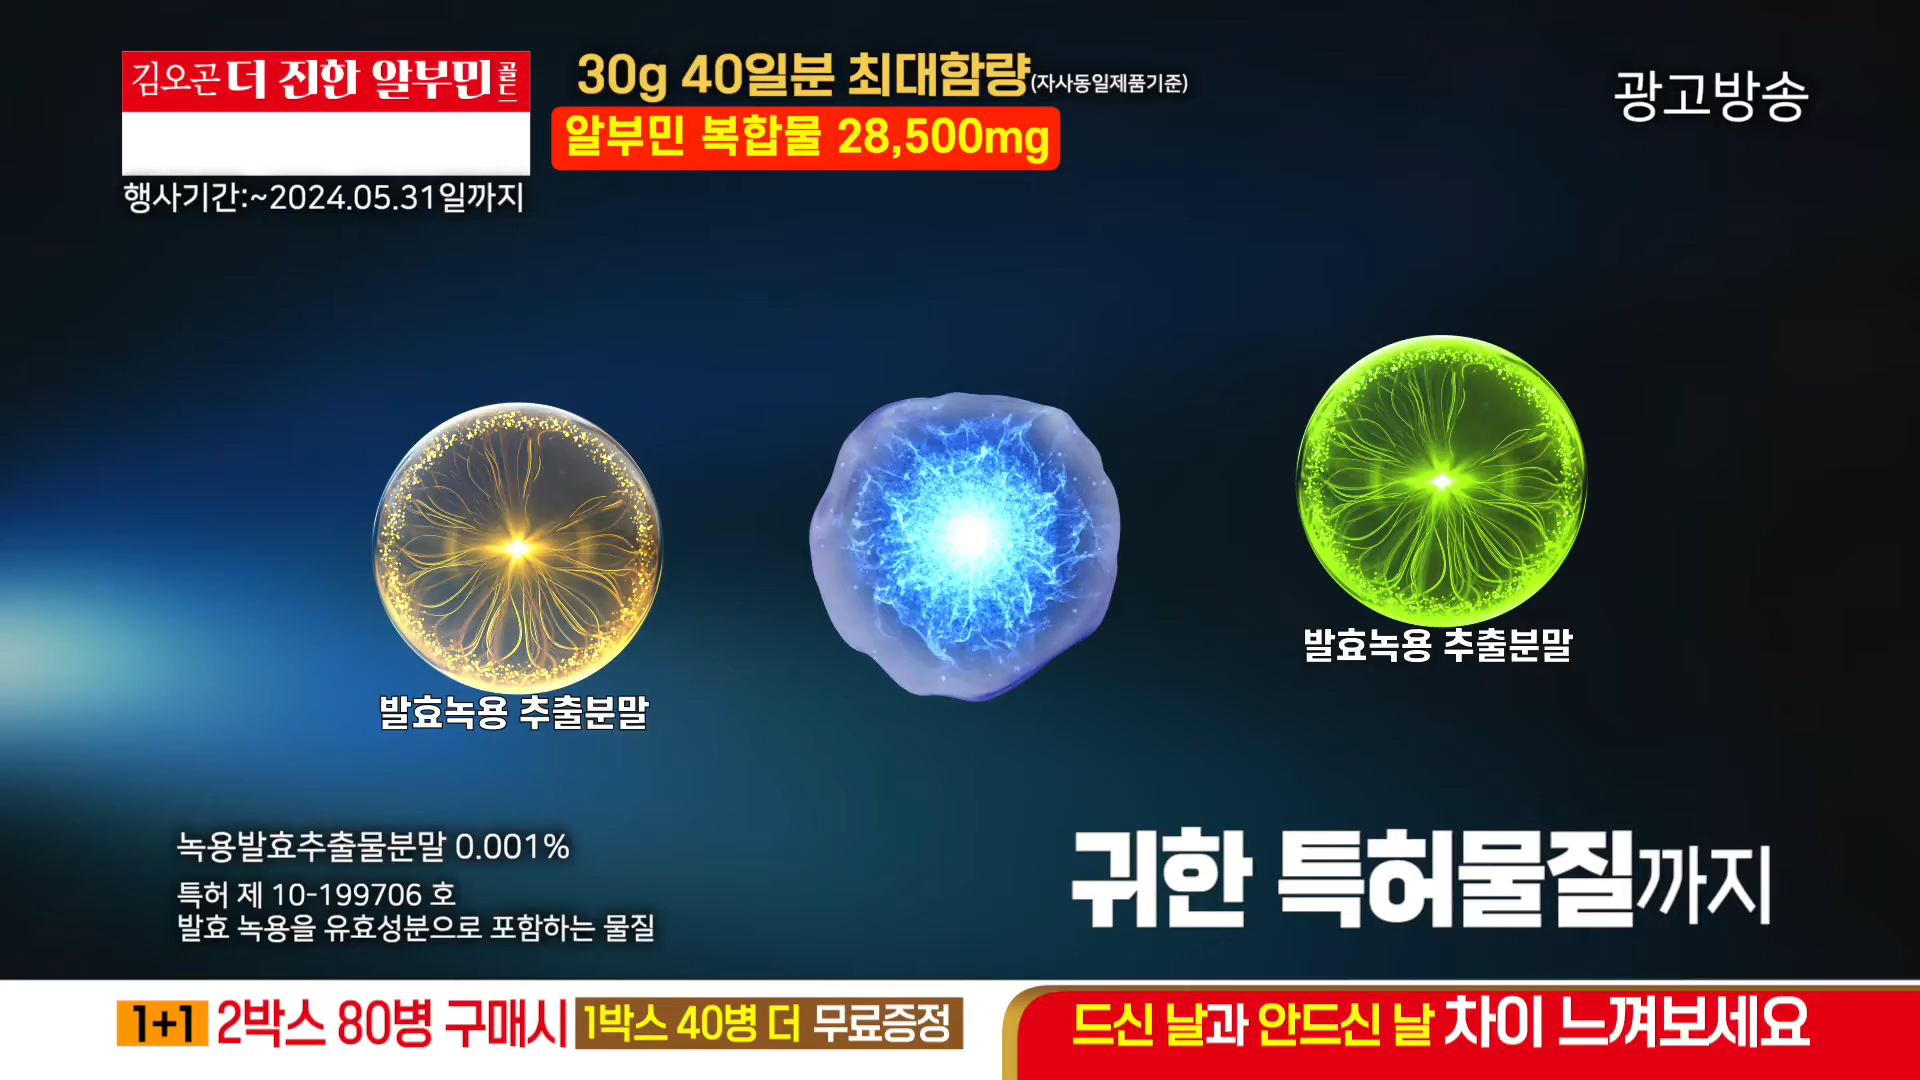 김오곤 더 진한 알부민 골드
행사기간:~2024.05.31일까지
30g 40일분 최대함량(자사동일제품기준)
알부민 복합물 28,500mg
광고방송
발효녹용 추출분말
발효녹용 추출분말
녹용발효추출물분말 0.001%
특허 제 10-199706 호
발효 녹용을 유효성분으로 포함하는 물질
귀한 특허물질까지
1+1 2박스 80병 구매시 1박스 40병 더 무료증정
드신 날과 안드신 날 차이 느껴보세요